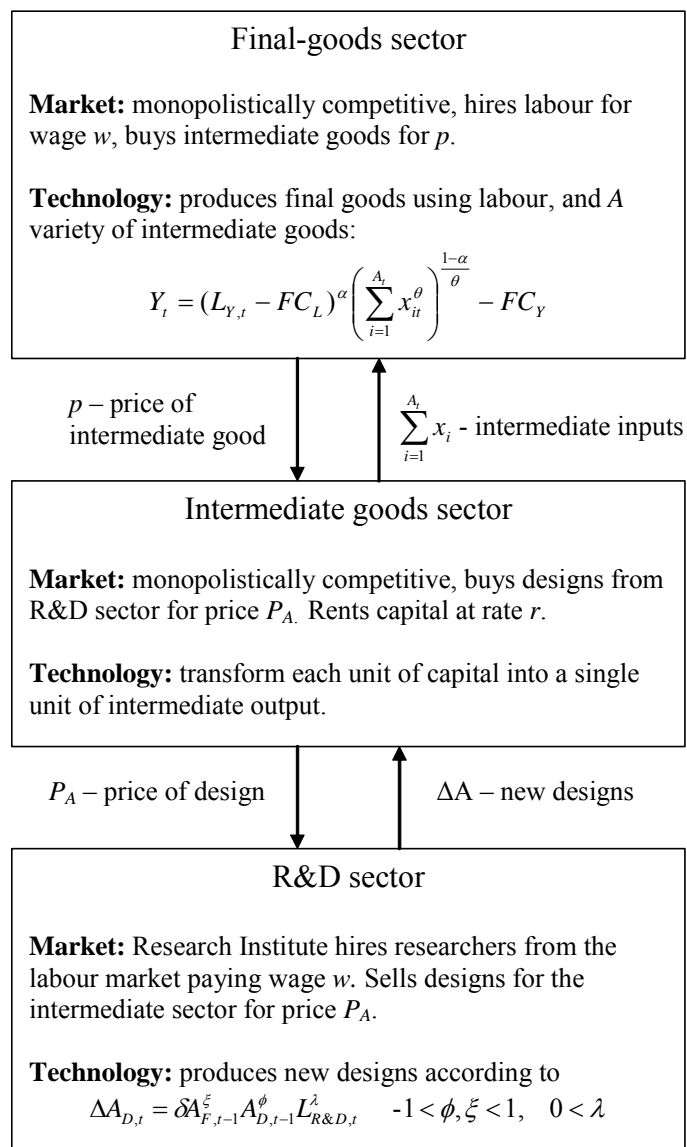 Final-goods sector
Market: monopolistically competitive, hires labour for
wage w, buys intermediate goods for p.
Technology: produces final goods using labour, and A
variety of intermediate goods:
Y_t = (L_{Y,t} − FC_L)^α (∑_{i=1}^{A_t} x_{it}^θ)^{\frac{1−α}{θ}} − FC_Y
p – price of
intermediate good
∑_{i=1}^{A_t} x_i - intermediate inputs
Intermediate goods sector
Market: monopolistically competitive, buys designs from
R&D sector for price P_A. Rents capital at rate r.
Technology: transform each unit of capital into a single
unit of intermediate output.
P_A – price of design
ΔA – new designs
R&D sector
Market: Research Institute hires researchers from the
labour market paying wage w. Sells designs for the
intermediate sector for price P_A.
Technology: produces new designs according to
ΔA_{D,t} = δA_{F,t−1}^ξ A_{D,t−1}^ϕ L_{R&D,t}^λ -1 < ϕ, ξ < 1, 0 < λ